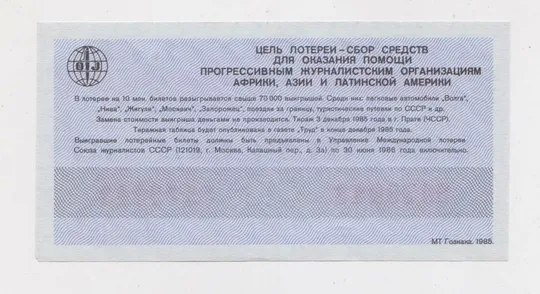 ЦЕЛЬ ЛОТЕРЕИ – СБОР СРЕДСТВ
ДЛЯ ОКАЗАНИЯ ПОМОЩИ
ПРОГРЕССИВНЫМ ЖУРНАЛИСТСКИМ ОРГАНИЗАЦИЯМ
АФРИКИ, АЗИИ И ЛАТИНСКОЙ АМЕРИКИ
В лотерее на 10 млн. билетов разыгрывается свыше 70 000 выигрышей. Среди них: легковые автомобили "Волга",
"Нива", "Жигули", "Москвич", "Запорожец", поездки за границу, туристические путевки по СССР и др.
Замена стоимости выигрыша деньгами не производится. Тираж 3 декабря 1985 года в г. Праге (ЧССР).
Тиражная таблица будет опубликована в газете "Труд" в конце декабря 1985 года.
Выигравшие лотерейные билеты должны быть предъявлены в Управление Международной лотереи
Союза журналистов СССР (121019, г. Москва, Калашный пер., д. 3а) по 30 июня 1986 года включительно.
МТ Гознака. 1985.